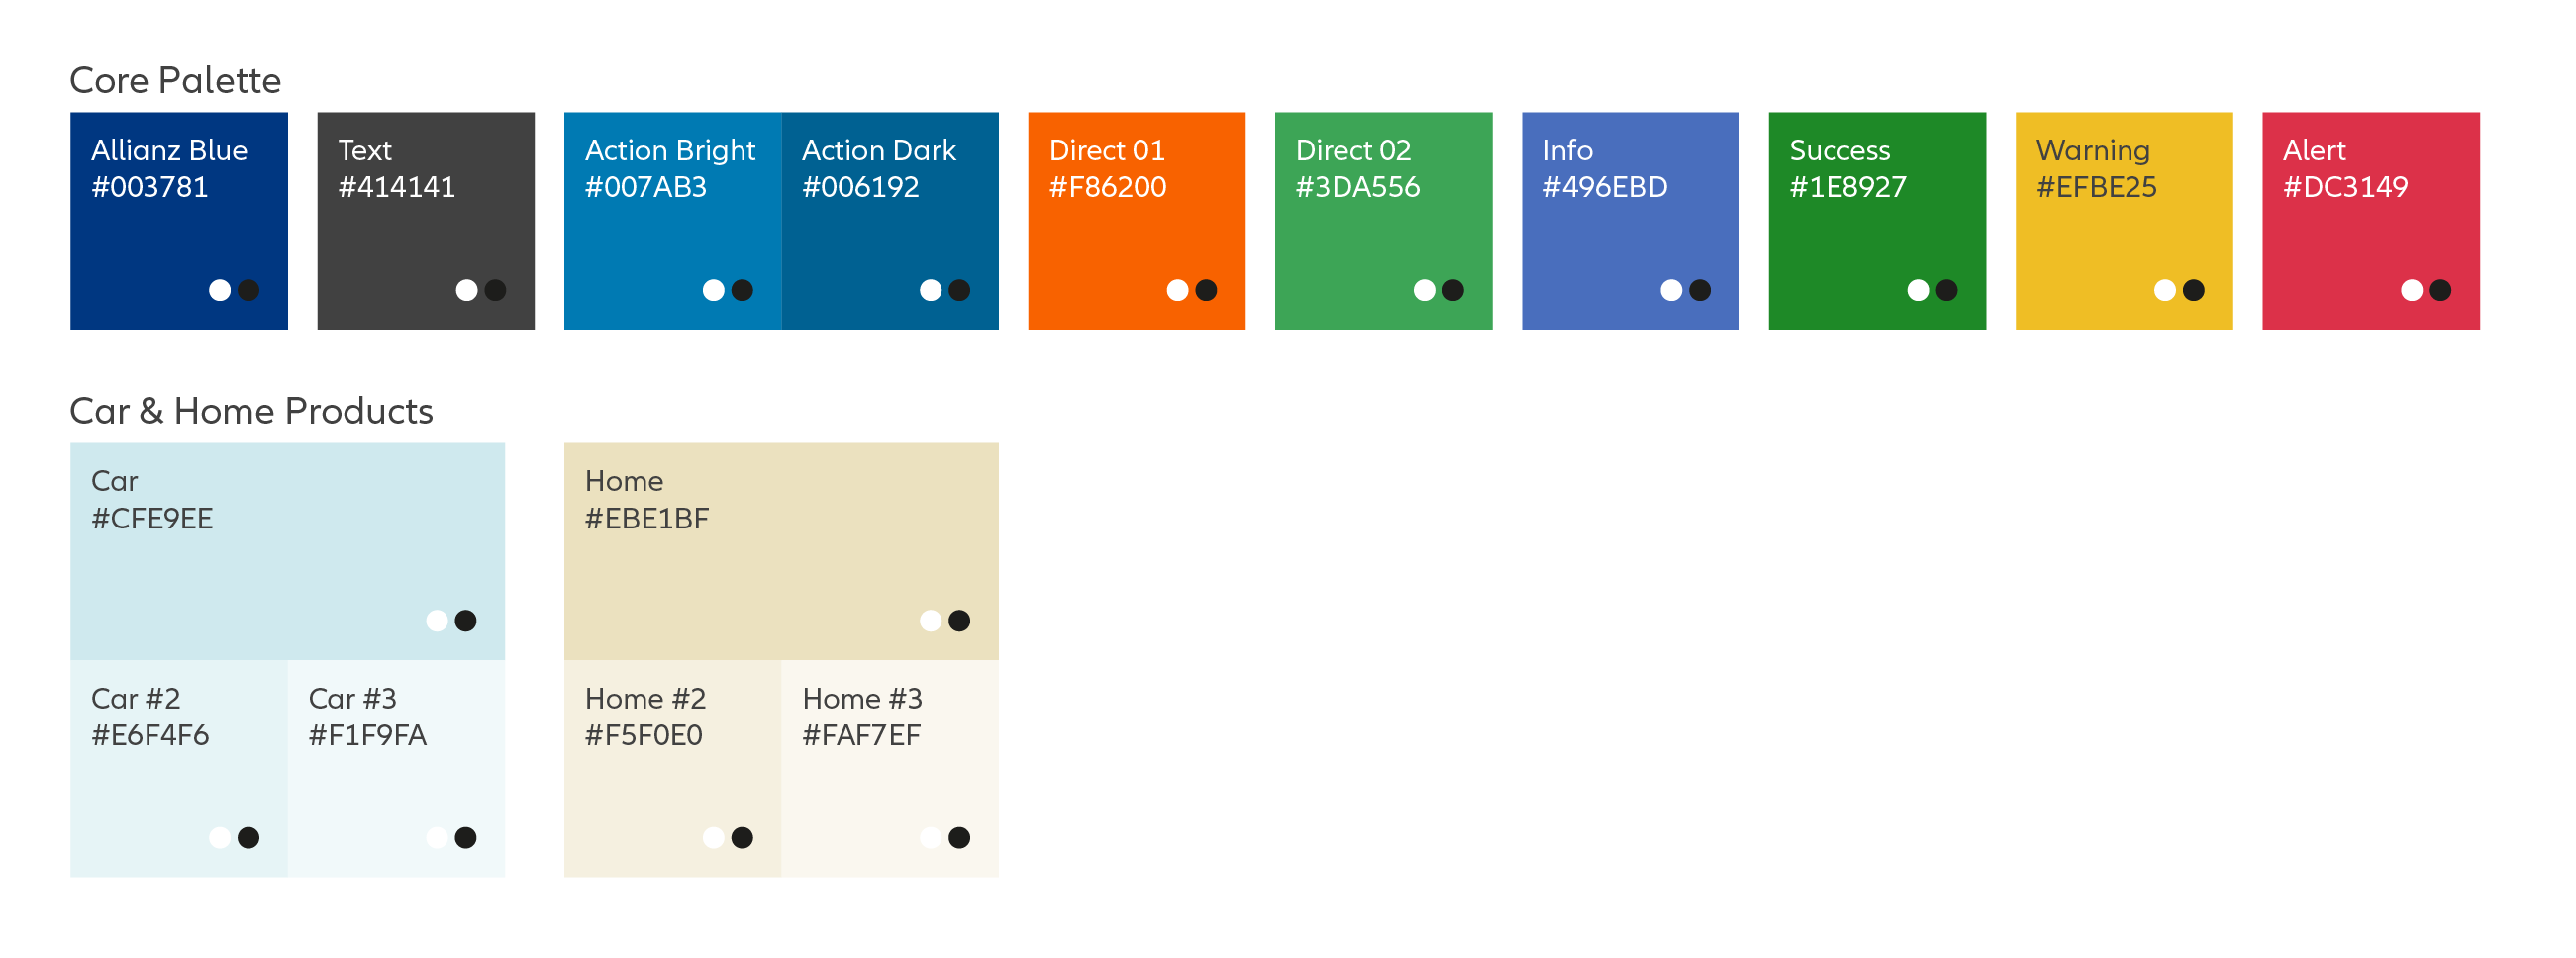 Core Palette
Allianz Blue
#003781
Text
#414141
Action Bright
#007AB3
Action Dark
#006192
Direct 01
#F86200
Direct 02
#3DA556
Info
#496EBD
Success
#1E8927
Warning
#EFBE25
Alert
#DC3149
Car & Home Products
Car
#CFE9EE
Home
#EBE1BF
Car #2
#E6F4F6
Car #3
#F1F9FA
Home #2
#F5F0E0
Home #3
#FAF7EF